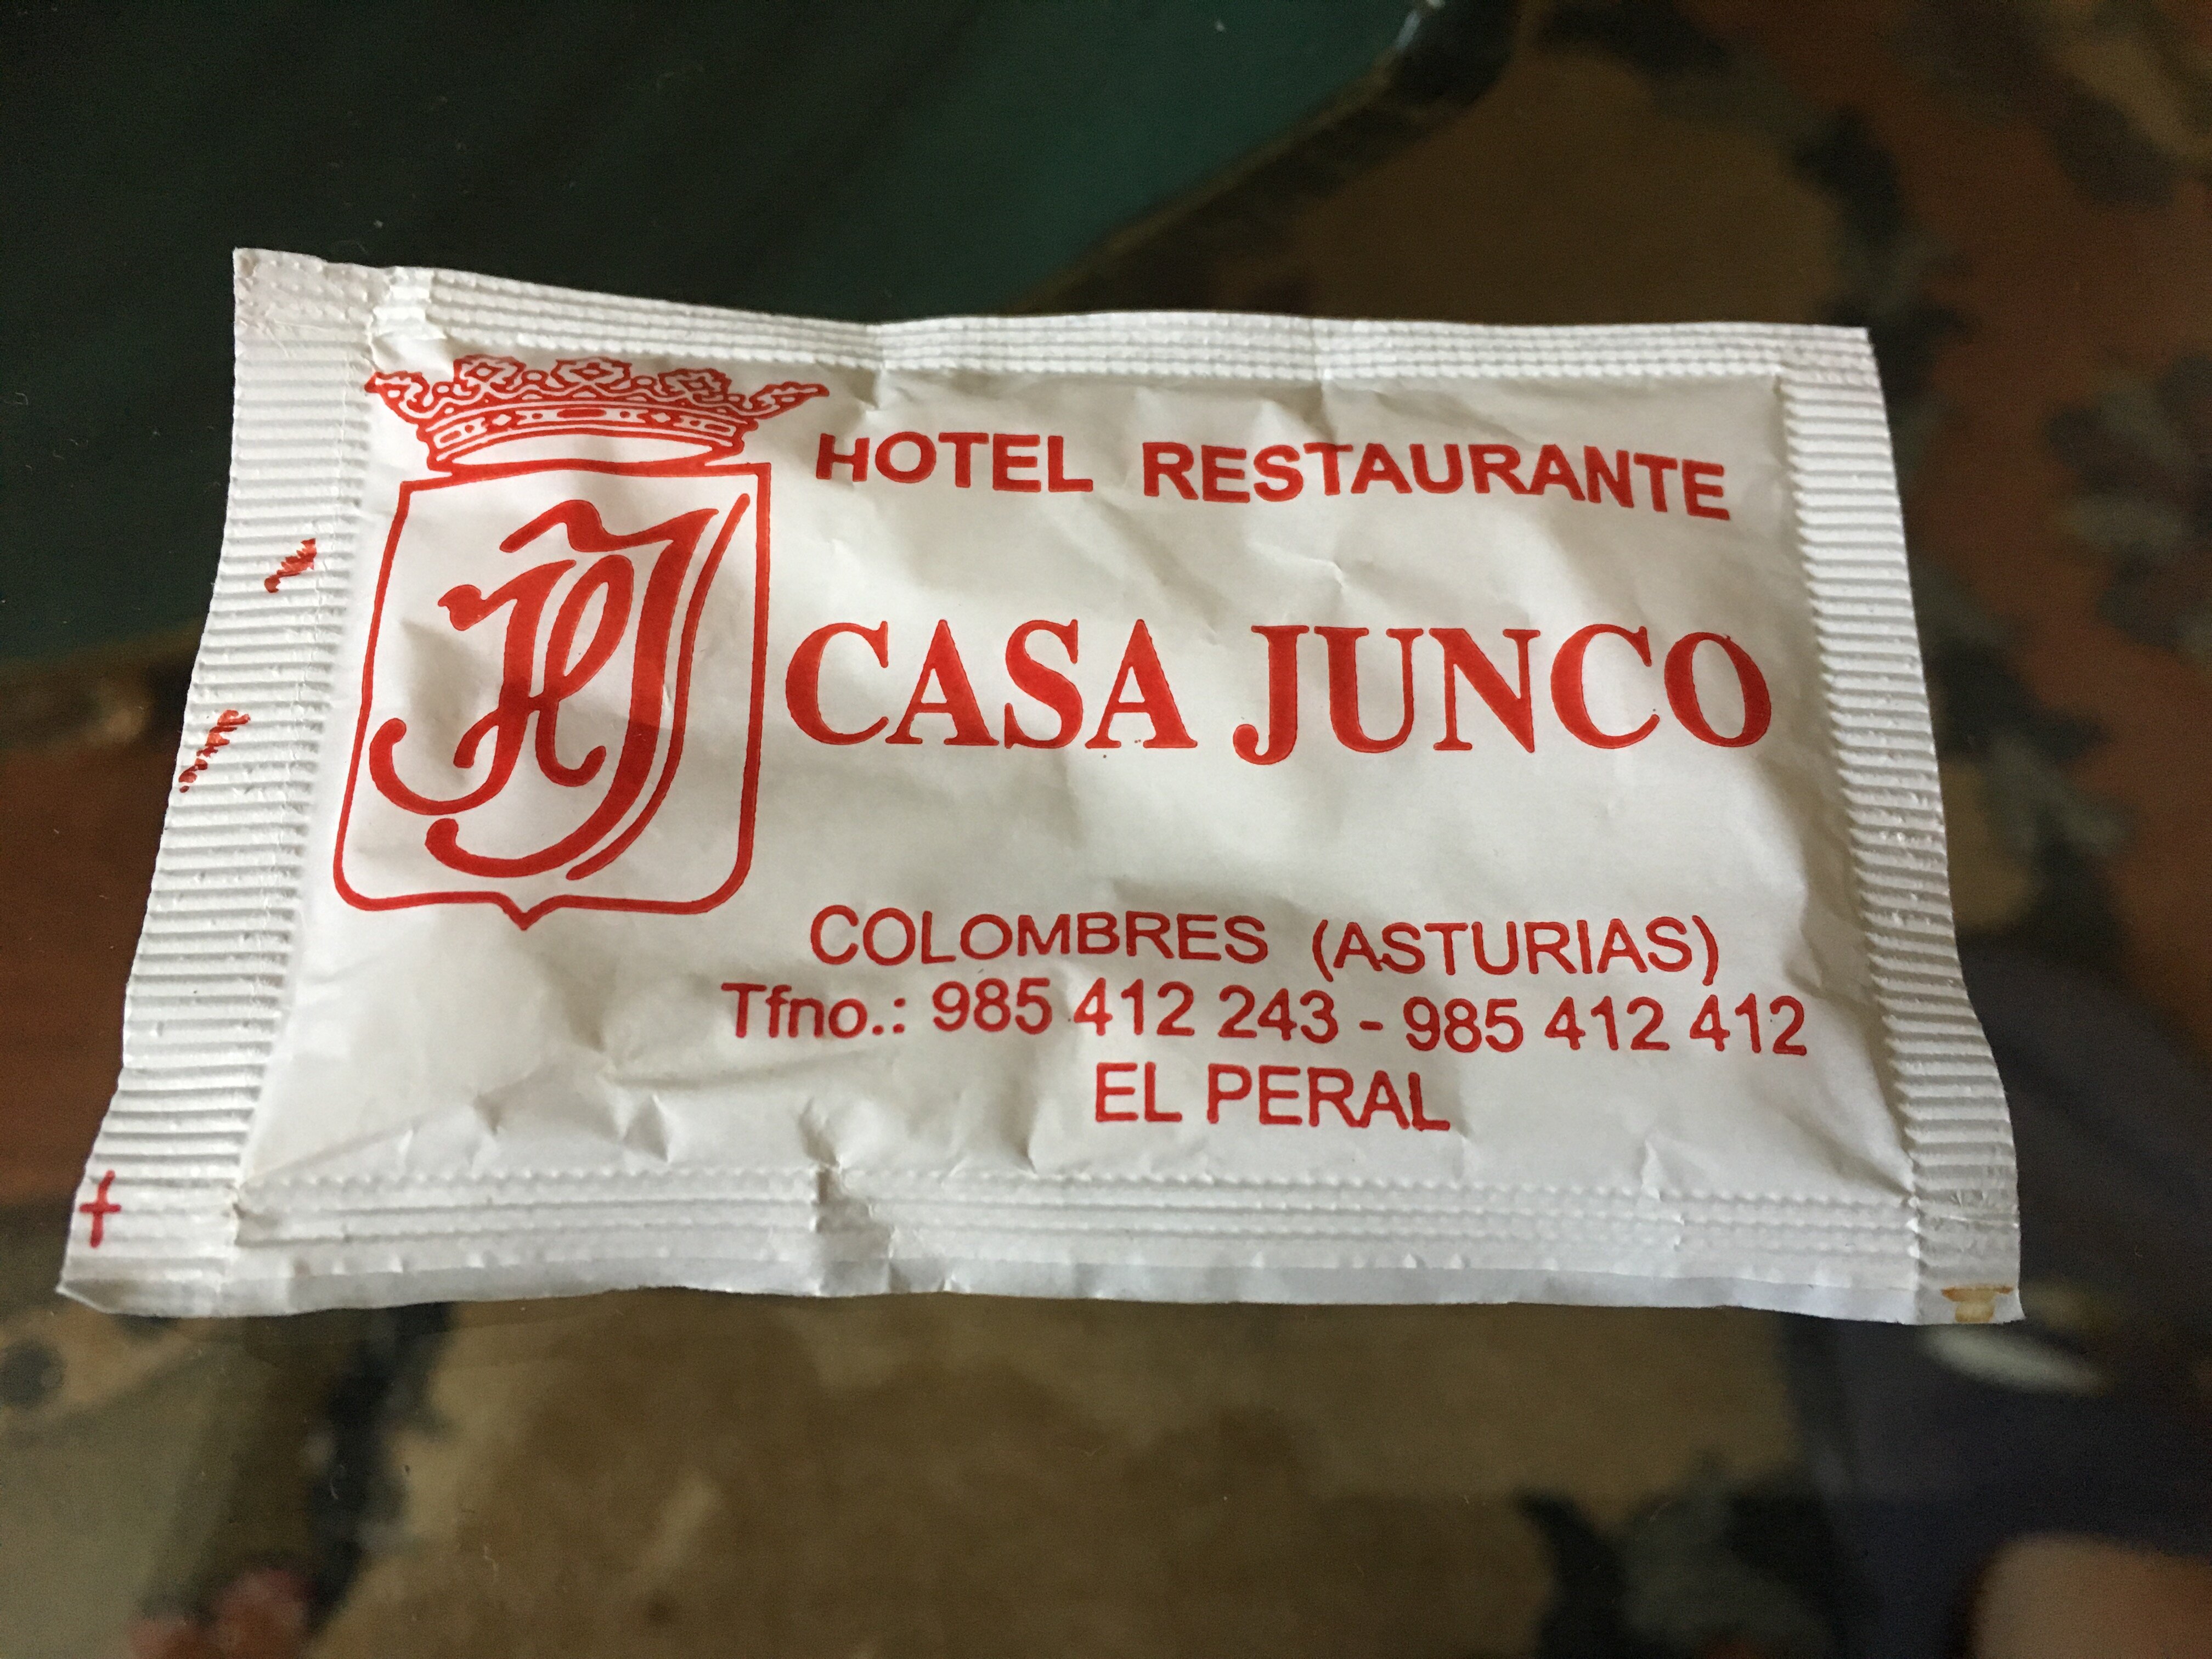 HOTEL RESTAURANTE
CASA JUNCO
COLOMBRES (ASTURIAS)
Tfno.: 985 412 243 - 985 412 412
EL PERAL